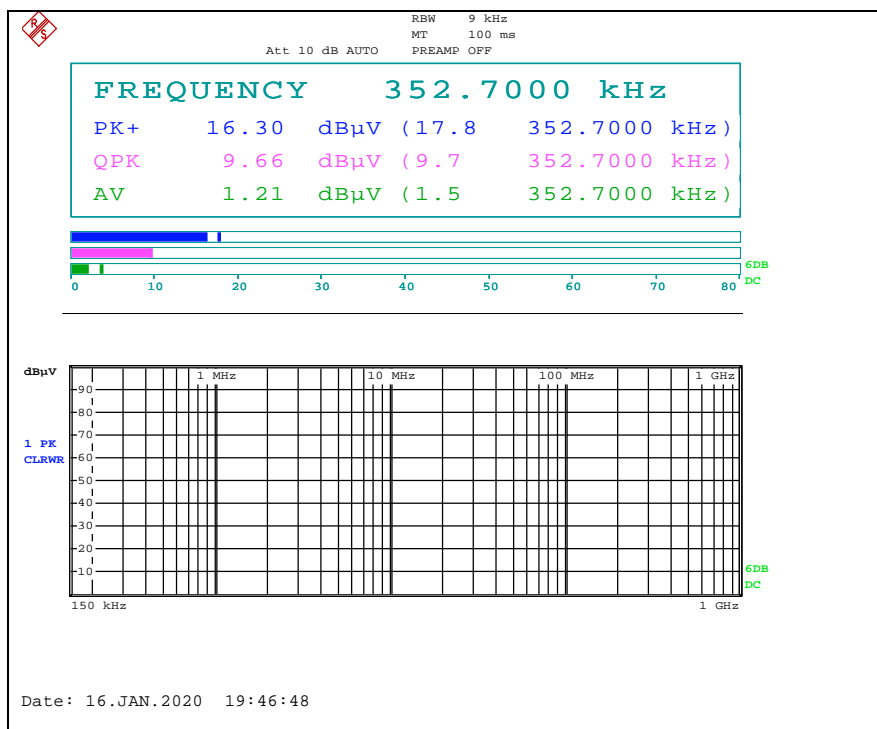 R S
RBW 9 kHz
MT 100 ms
Att 10 dB AUTO PREAMP OFF
FREQUENCY 352.7000 kHz
PK+ 16.30 dBµV (17.8 352.7000 kHz)
QPK 9.66 dBµV (9.7 352.7000 kHz)
AV 1.21 dBµV (1.5 352.7000 kHz)
6DB
0 10 20 30 40 50 60 70 80 DC
dBµV 1 MHz 10 MHz 100 MHz 1 GHz
90
80
70
1 PK
CLRWR 60
50
40
30
20
10 6DB
DC
150 kHz 1 GHz
Date: 16.JAN.2020 19:46:48